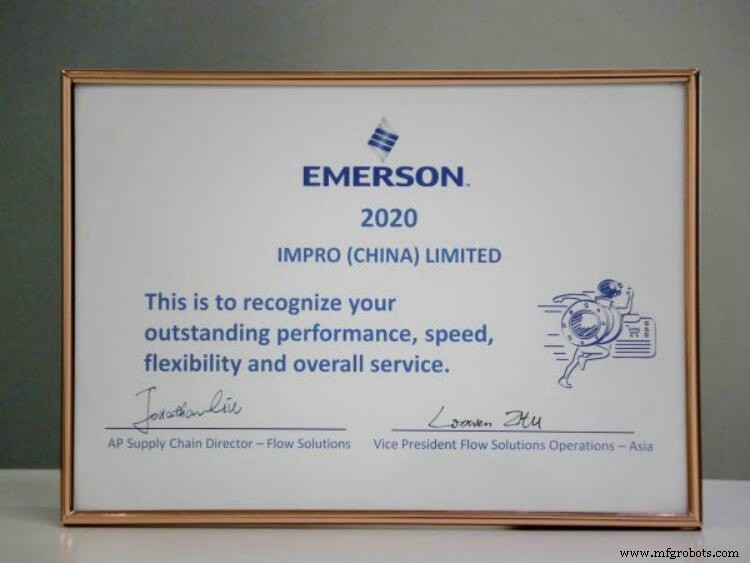 EMERSON
2020
IMPRO (CHINA) LIMITED
This is to recognize your
outstanding performance, speed,
flexibility and overall service.
AP Supply Chain Director – Flow Solutions
Vice President Flow Solutions Operations – Asia
www.mfgrobots.com